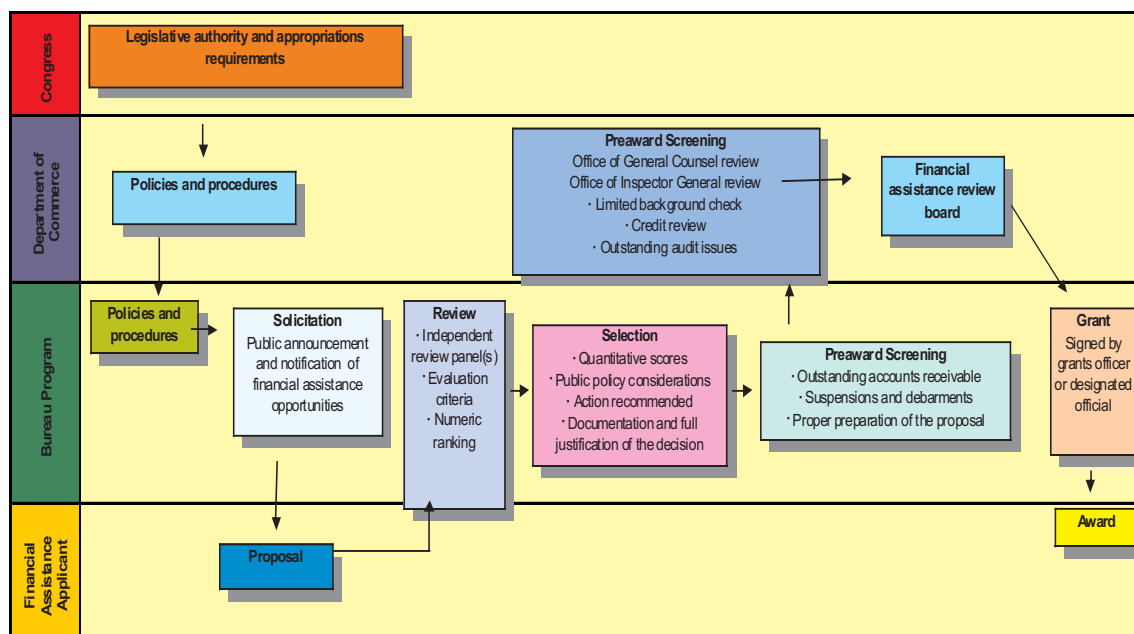 Congress
Legislative authority and appropriations
requirements
Department of
Commerce
Policies and procedures
Preaward Screening
Office of General Counsel review
Office of Inspector General review
· Limited background check
· Credit review
· Outstanding audit issues
Financial
assistance review
board
Bureau Program
Policies and
procedures
Solicitation
Public announcement
and notification of
financial assistance
opportunities
Review
· Independent
review panel(s)
· Evaluation
criteria
· Numeric
ranking
Selection
· Quantitative scores
· Public policy considerations
· Action recommended
· Documentation and full
justification of the decision
Preaward Screening
· Outstanding accounts receivable
· Suspensions and debarments
· Proper preparation of the proposal
Grant
Signed by
grants officer
or designated
official
Financial
Assistance
Applicant
Proposal
Award